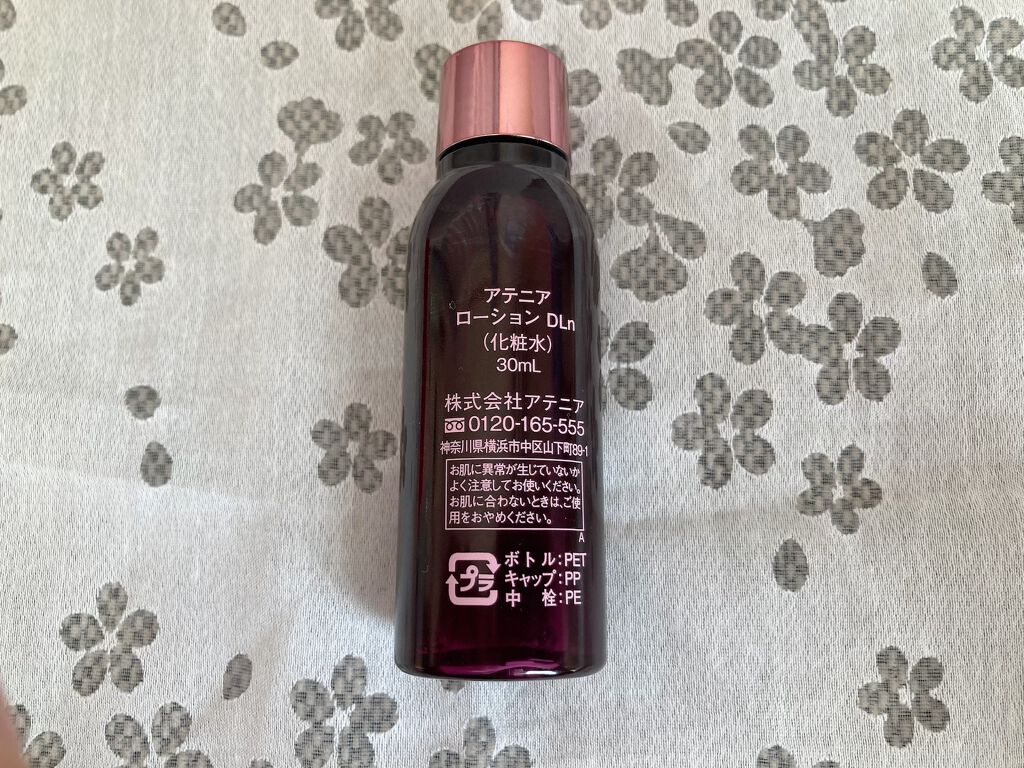 アテニア
ローション DLn
(化粧水)
30mL
株式会社アテニア
0120-165-555
神奈川県横浜市中区山下町89-1
お肌に異常が生じていないか
よく注意してお使いください。
お肌に合わないときは、ご使
用をおやめください。
A
プラ
ボトル:PET
キャップ:PP
中 栓:PE